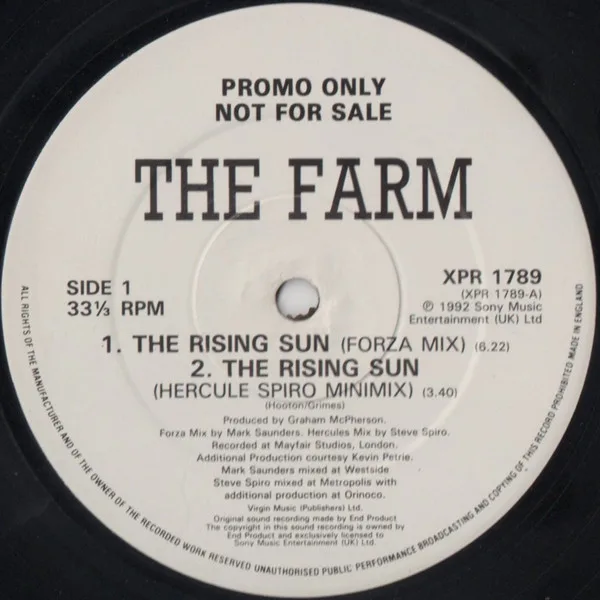 PROMO ONLY
NOT FOR SALE
THE FARM
SIDE 1
33⅓ RPM
XPR 1789
(XPR 1789-A)
℗ 1992 Sony Music
Entertainment (UK) Ltd
1. THE RISING SUN (FORZA MIX) (6.22)
2. THE RISING SUN
(HERCULE SPIRO MINIMIX) (3.40)
(Hooton/Grimes)
Produced by Graham McPherson.
Forza Mix by Mark Saunders. Hercules Mix by Steve Spiro.
Recorded at Mayfair Studios, London.
Additional Production courtesy Kevin Petrie.
Mark Saunders mixed at Westside
Steve Spiro mixed at Metropolis with
additional production at Orinoco.
Virgin Music (Publishers) Ltd.
Original sound recording made by End Product
The copyright in this sound recording is owned by
End Product and exclusively licensed to
Sony Music Entertainment (UK) Ltd.
ALL RIGHTS OF THE MANUFACTURER AND OF THE OWNER OF THE RECORDED WORK RESERVED UNAUTHORISED PUBLIC PERFORMANCE BROADCASTING AND COPYING OF THIS RECORD PROHIBITED MADE IN ENGLAND